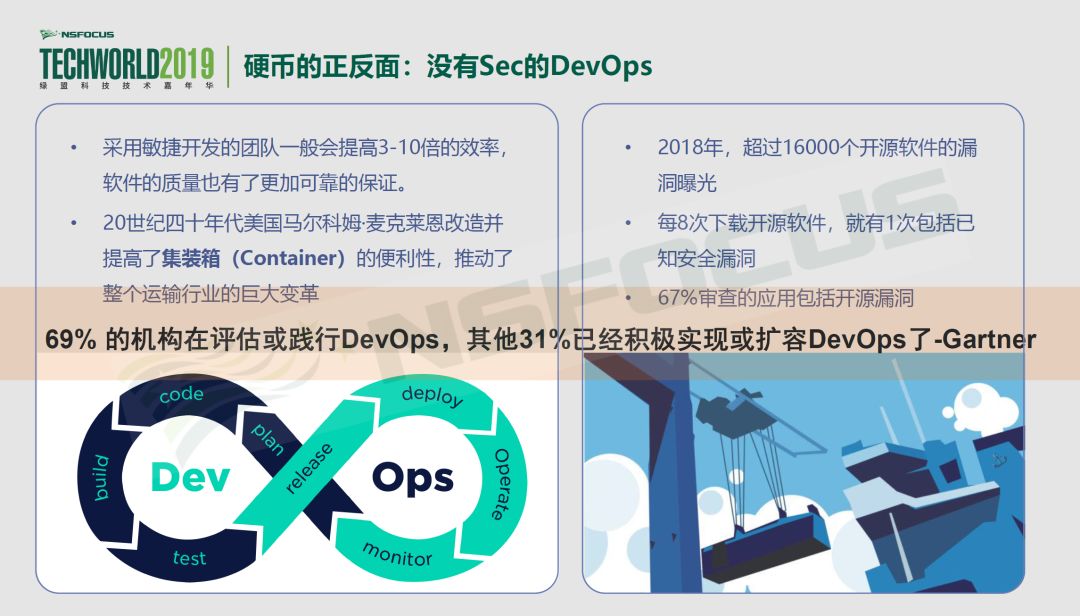 NSFOCUS
TECHWORLD2019
绿盟科技技术嘉年华
硬币的正反面：没有Sec的DevOps
• 采用敏捷开发的团队一般会提高3-10倍的效率，
软件的质量也有了更加可靠的保证。
• 20世纪四十年代美国马尔科姆·麦克莱恩改造并
提高了集装箱（Container）的便利性，推动了
整个运输行业的巨大变革
• 2018年，超过16000个开源软件的漏
洞曝光
• 每8次下载开源软件，就有1次包括已
知安全漏洞
• 67%审查的应用包括开源漏洞
NSFOCUS
69% 的机构在评估或践行DevOps，其他31%已经积极实现或扩容DevOps了-Gartner
code
plan
build
Dev
test
release
deploy
Ops
Operate
monitor